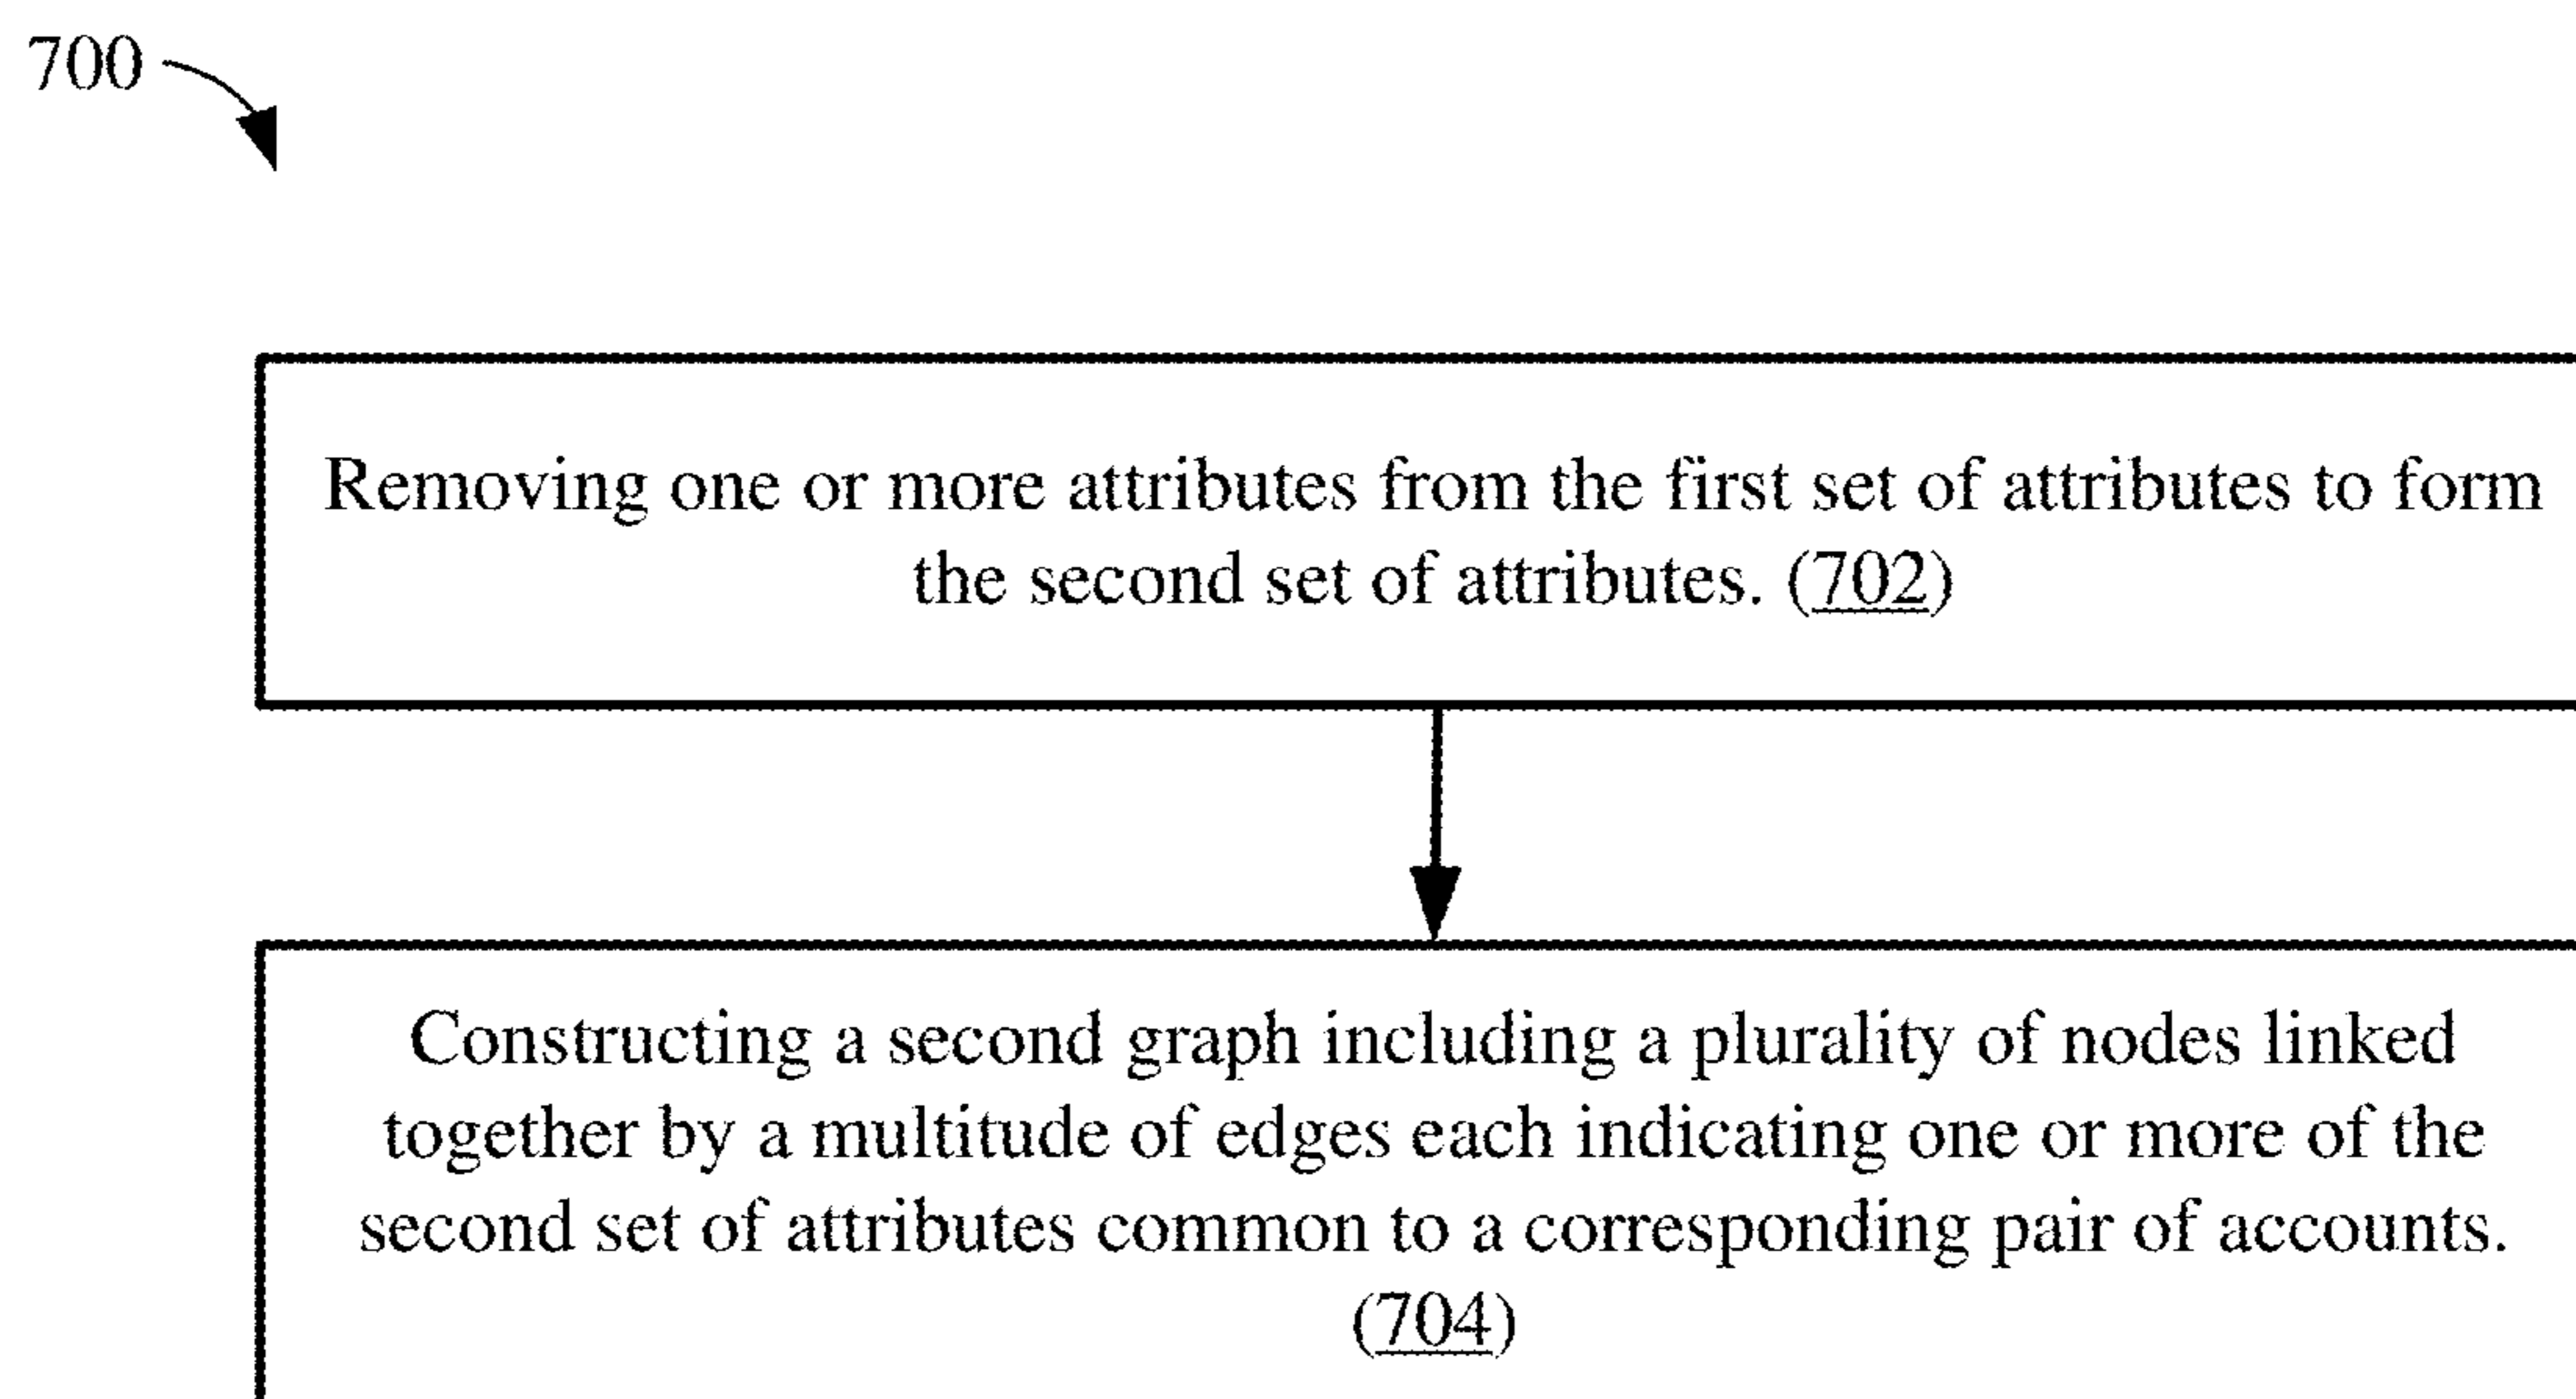 700
Removing one or more attributes from the first set of attributes to form
the second set of attributes. (702)
Constructing a second graph including a plurality of nodes linked
together by a multitude of edges each indicating one or more of the
second set of attributes common to a corresponding pair of accounts.
(704)